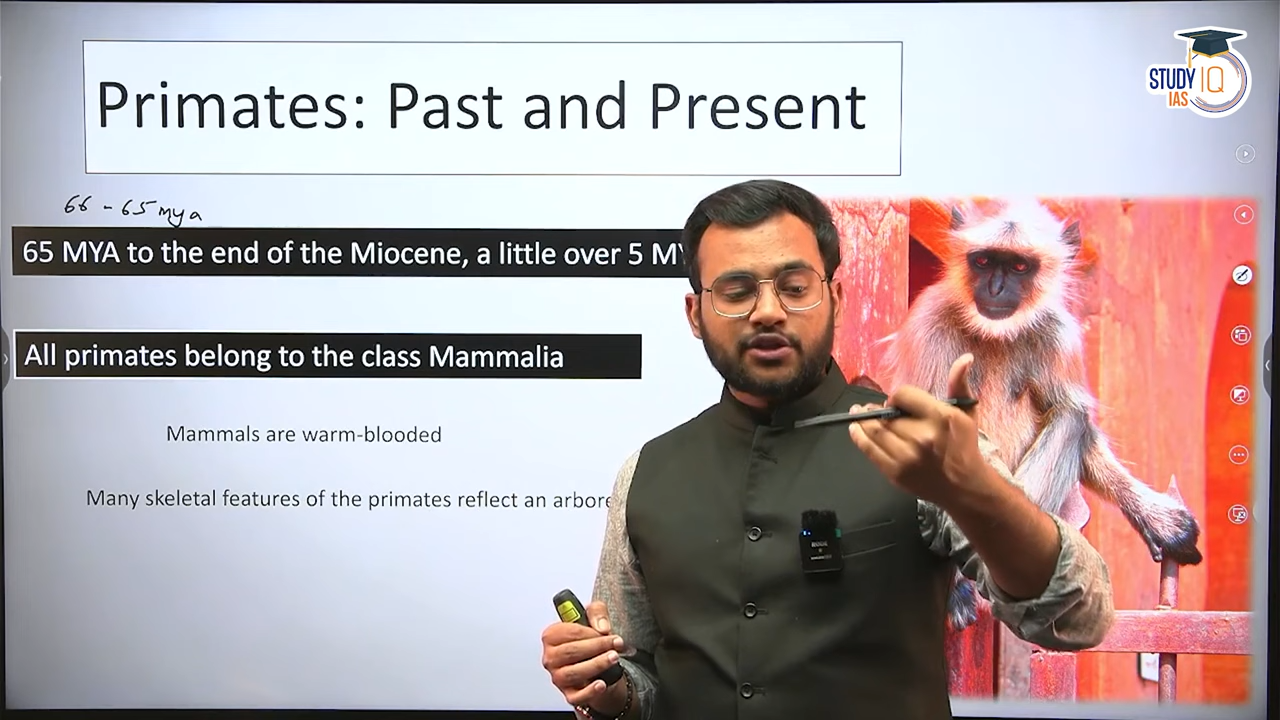 STUDY IQ
IAS
Primates: Past and Present
66 - 65 mya
65 MYA to the end of the Miocene, a little over 5 M
All primates belong to the class Mammalia
Mammals are warm-blooded
Many skeletal features of the primates reflect an arbore